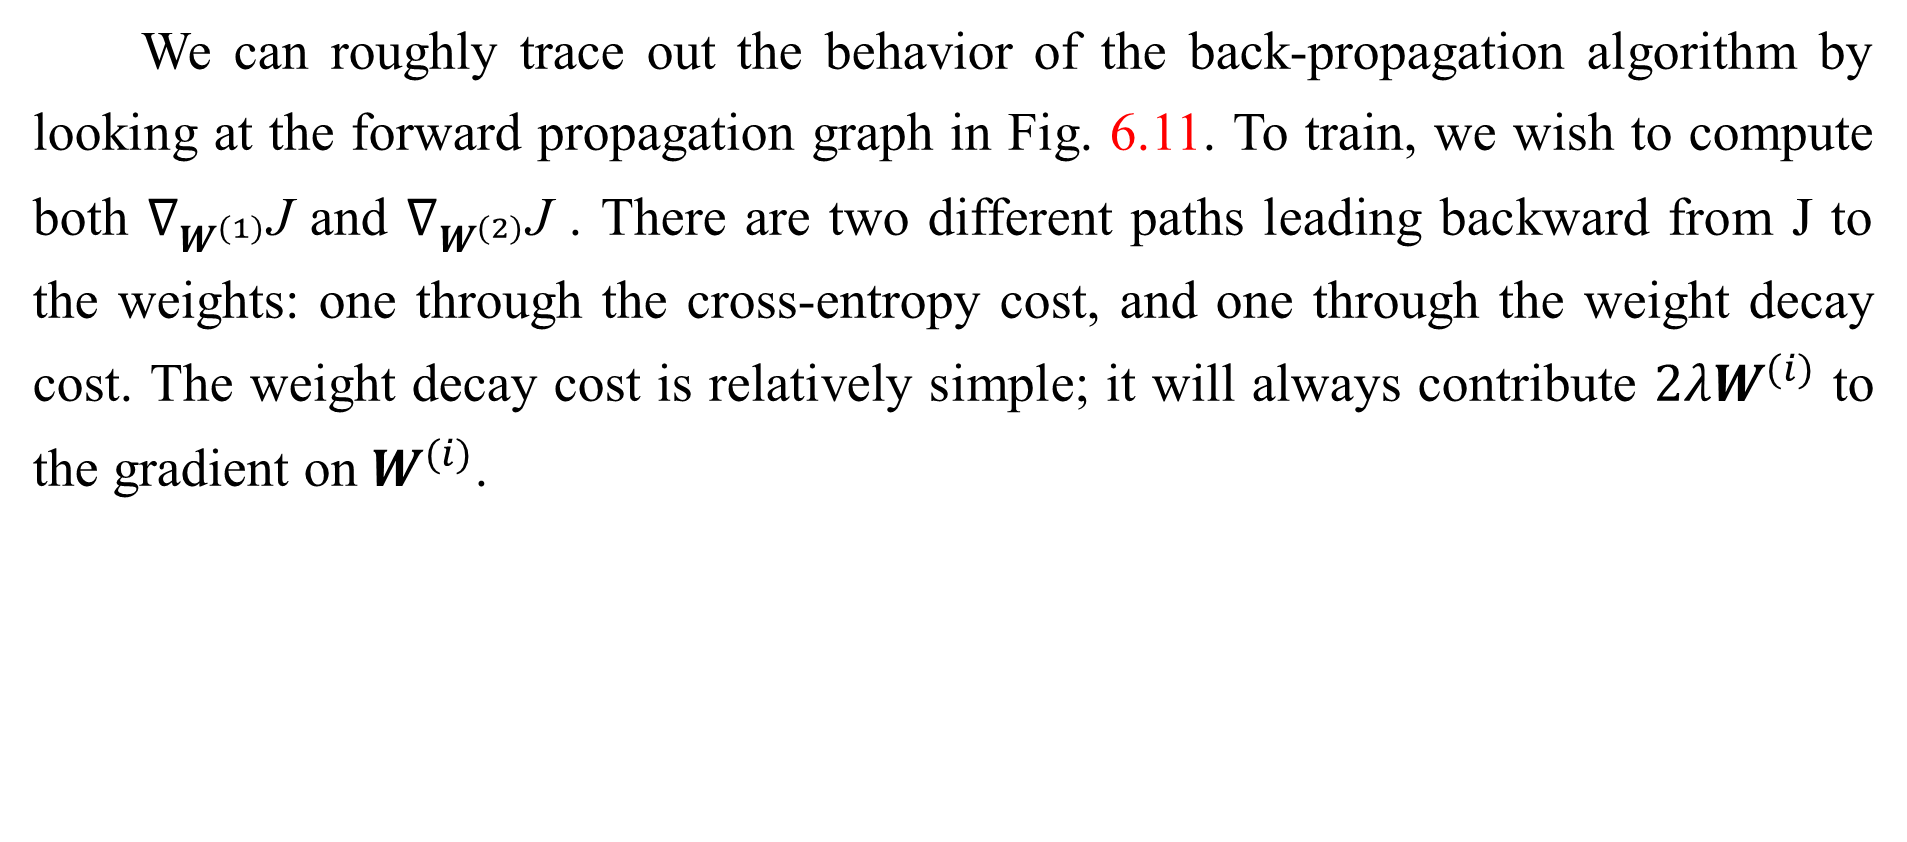 We can roughly trace out the behavior of the back-propagation algorithm by
looking at the forward propagation graph in Fig. 6.11. To train, we wish to compute
both ∇_𝑾⁽¹⁾𝐽 and ∇_𝑾⁽²⁾𝐽 . There are two different paths leading backward from J to
the weights: one through the cross-entropy cost, and one through the weight decay
cost. The weight decay cost is relatively simple; it will always contribute 2𝜆𝑾⁽ⁱ⁾ to
the gradient on 𝑾⁽ⁱ⁾.